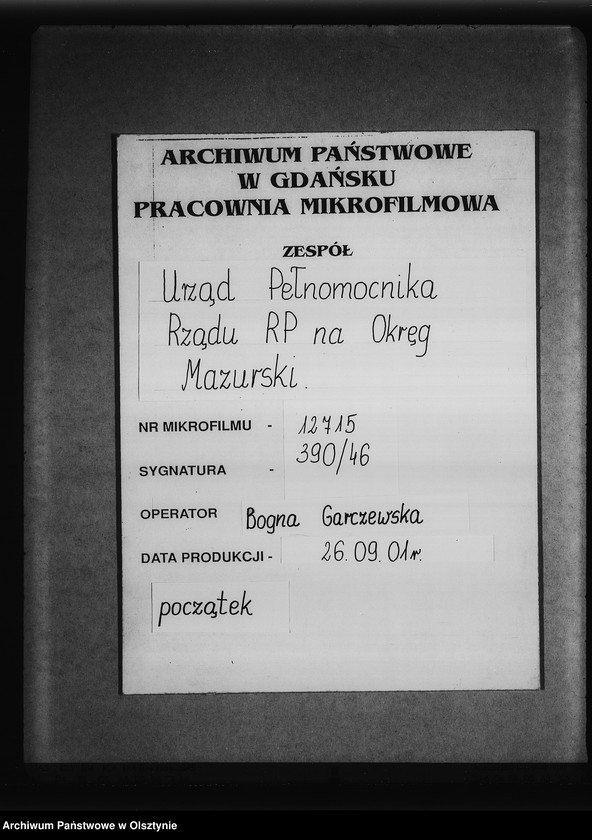 ARCHIWUM PAŃSTWOWE
W GDAŃSKU
PRACOWNIA MIKROFILMOWA
ZESPÓŁ
Urząd Pełnomocnika
Rządu RP na Okręg
Mazurski.
NR MIKROFILMU - 12715
SYGNATURA - 390/46
OPERATOR Bogna Garczewska
DATA PRODUKCJI - 26.09.01r.
początek
Archiwum Państwowe w Olsztynie